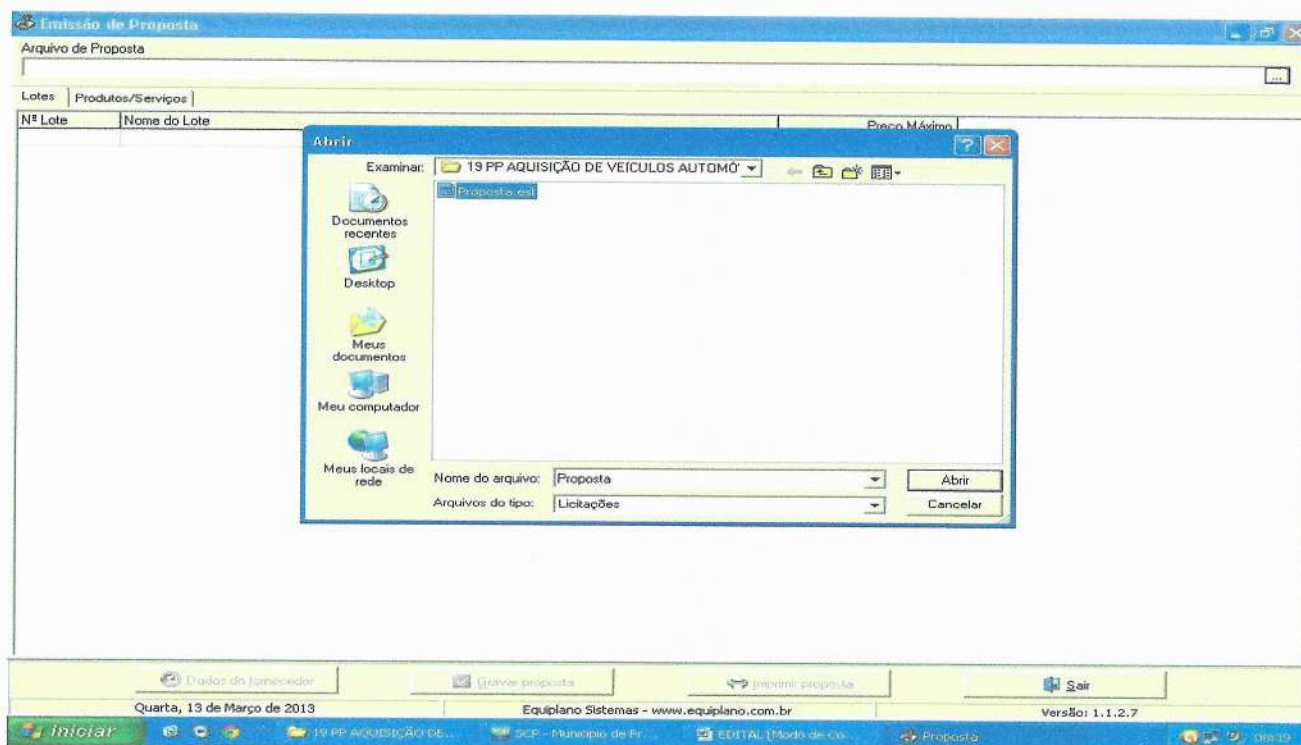 Emissão de Proposta
Arquivo de Proposta
...
Lotes Produtos/Serviços
Nº Lote Nome do Lote Preço Máximo
Abrir
Examinar: 19 PP AQUISIÇÃO DE VEÍCULOS AUTOMÓ
Proposta.esl
Documentos recentes
Desktop
Meus documentos
Meu computador
Meus locais de rede
Nome do arquivo: Proposta Abrir
Arquivos do tipo: Licitações Cancelar
Dados do fornecedor Gravar proposta Imprimir proposta Sair
Quarta, 13 de Março de 2013 Equiplano Sistemas - www.equiplano.com.br Versão: 1.1.2.7
Iniciar 19 PP AQUISIÇÃO DE... SCP - Município de Pr... EDITAL [Modo de Co... Proposta 08:39